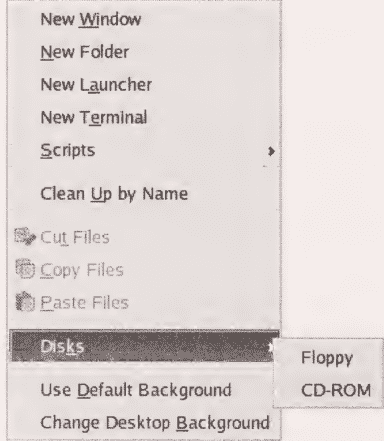 New Window
New Folder
New Launcher
New Terminal
Scripts
Clean Up by Name
Cut Files
Copy Files
Paste Files
Disks
Floppy
CD-ROM
Use Default Background
Change Desktop Background